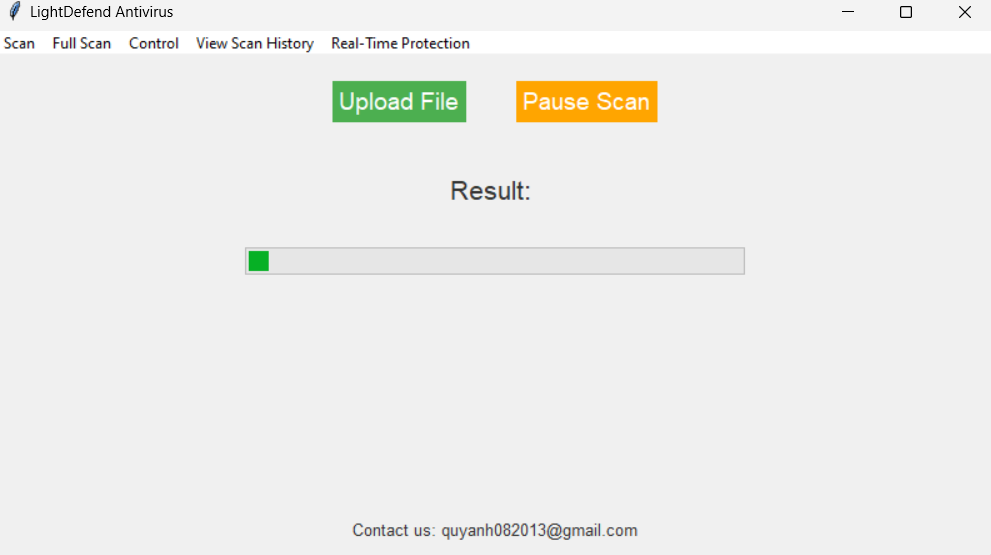 LightDefend Antivirus
Scan Full Scan Control View Scan History Real-Time Protection
Upload File Pause Scan
Result:
Contact us: quyanh082013@gmail.com